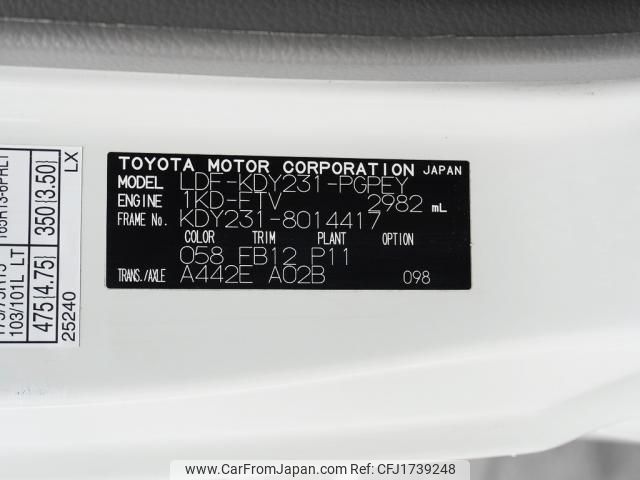 TOYOTA MOTOR CORPORATION JAPAN
MODEL LDF-KDY231-PGPEY
ENGINE 1KD-FTV 2982 mL
FRAME No. KDY231-8014417
COLOR TRIM PLANT OPTION
058 FB12 P11
TRANS./AXLE A442E A02B 098
103/101L LT
475[4.75] 350[3.50]
25240 LX
www.CarFromJapan.com Car No: CFJ1739248